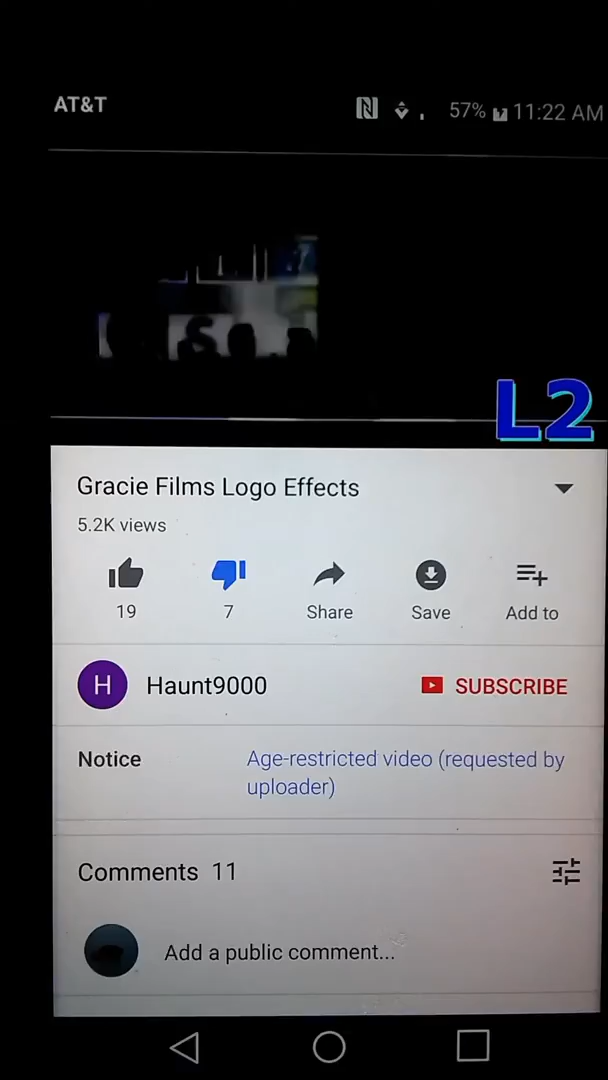 AT&T
57% 11:22 AM
L2
Gracie Films Logo Effects
5.2K views
19
7
Share
Save
Add to
H
Haunt9000
SUBSCRIBE
Notice
Age-restricted video (requested by
uploader)
Comments 11
Add a public comment...